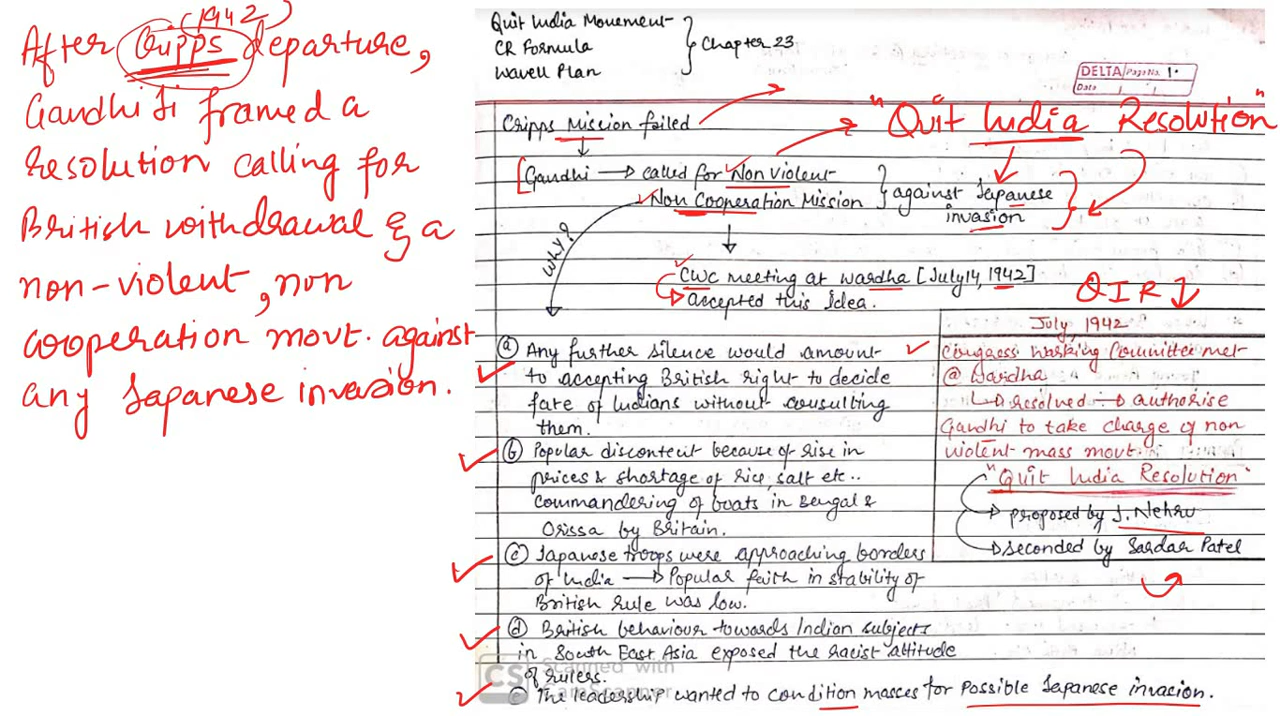 (1942)
After Cripps departure,
Gandhi Ji framed a
Resolution calling for
British withdrawal & a
non-violent, non
cooperation movt. against
any Japanese invasion.
Quit India Movement
CR Formula
Wavell Plan
Chapter 23
DELTA Page No. 10
Date
Cripps Mission failed
"Quit India Resolution"
Gandhi → called for Non Violent
Non Cooperation Mission
against Japanese
invasion
Why?
CWC meeting at Wardha [July 14, 1942]
→ accepted this Idea.
QIR ↓
July, 1942
Congress Working Committee met
@ Wardha
→ resolved → authorise
Gandhi to take charge of non
violent mass movt.
"Quit India Resolution"
→ proposed by J. Nehru
→ seconded by Sardar Patel
(a) Any further silence would amount
to accepting British right to decide
fate of Indians without consulting
them.
(b) Popular discontent because of rise in
prices & shortage of rice, salt etc..
commandering of boats in Bengal &
Orissa by Britain.
(c) Japanese troops were approaching borders
of India → Popular faith in stability of
British rule was low.
(d) British behaviour towards Indian subjects
in South East Asia exposed the racist attitude
of rulers.
CS Scanned with
CamScanner
(e) The leadership wanted to condition masses for possible Japanese invasion.